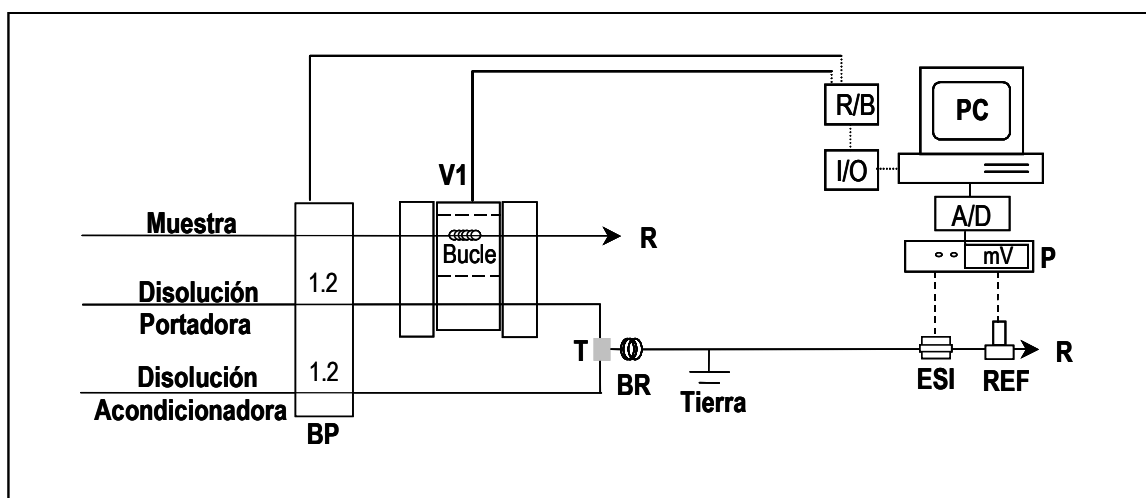 R/B
PC
V1
I/O
Muestra
R
A/D
Bucle
mV
P
Disolución
Portadora
1.2
T
BR
Tierra
ESI
REF
R
Disolución
Acondicionadora
1.2
BP